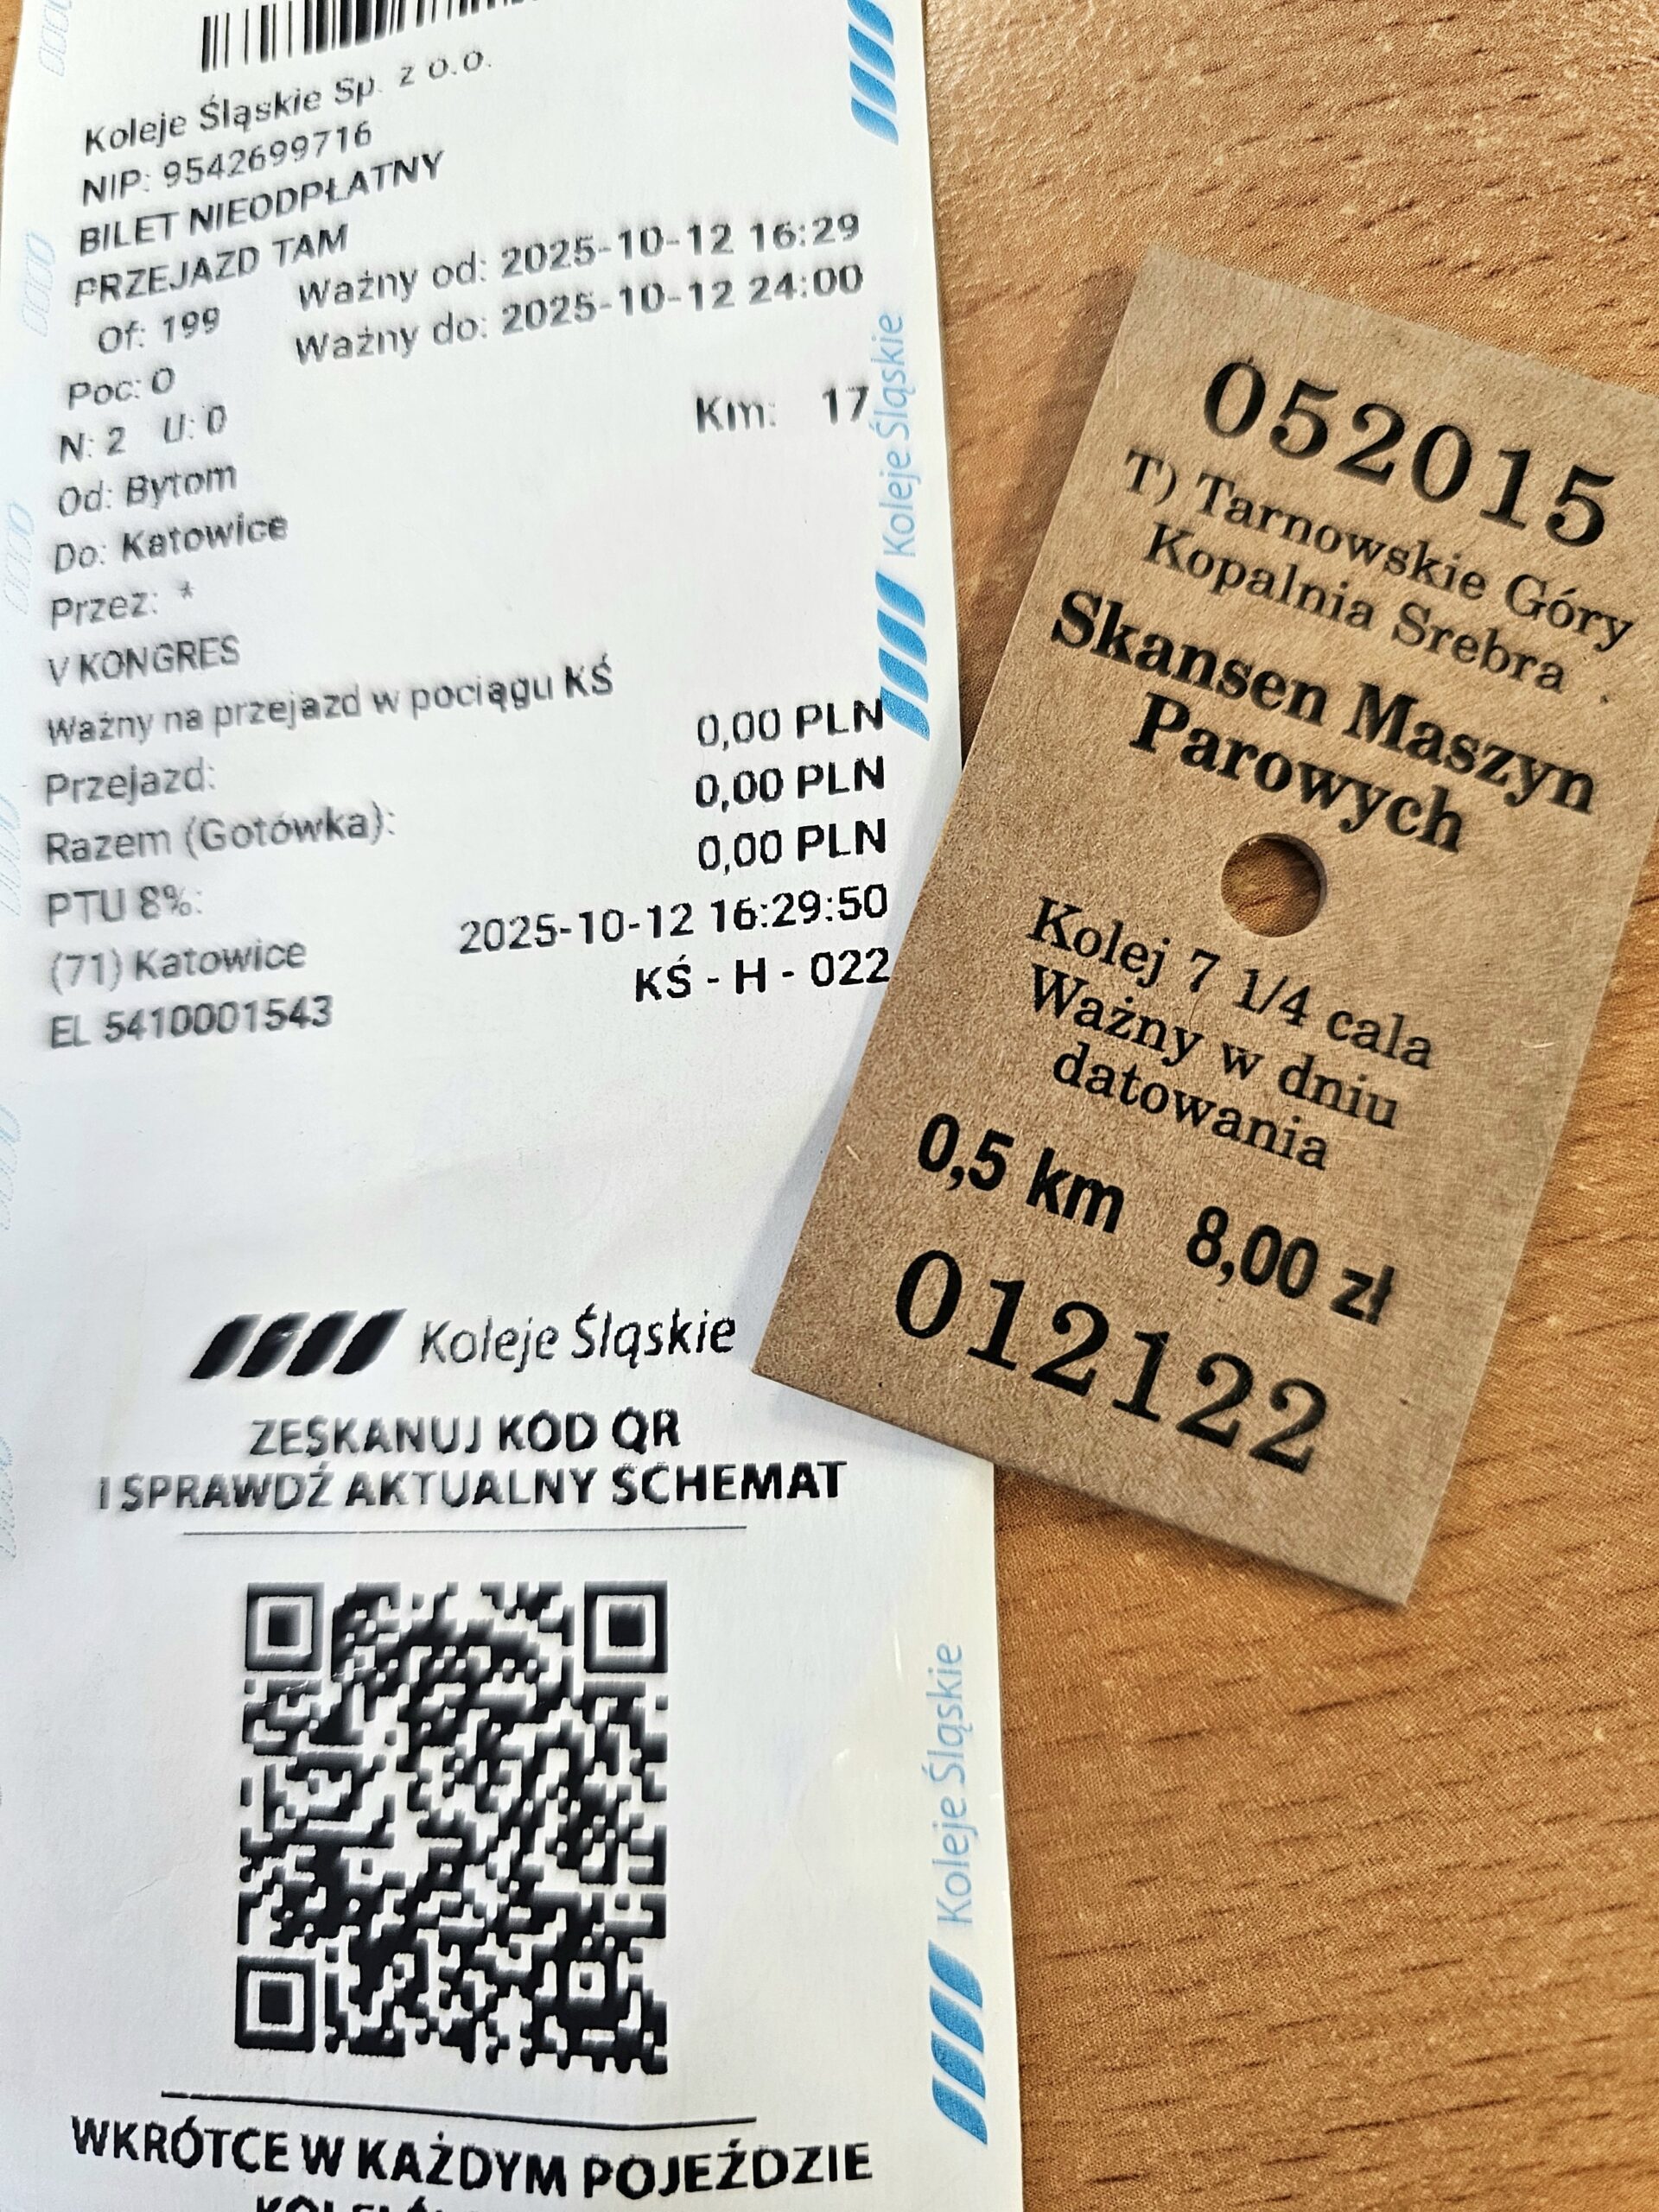 Koleje Śląskie Sp. z o.o.
NIP: 9542699716
BILET NIEODPŁATNY
PRZEJAZD TAM
Of: 199 Ważny od: 2025-10-12 16:29
Poc: 0 Ważny do: 2025-10-12 24:00
N: 2 U: 0 Km: 17
Od: Bytom
Do: Katowice
Przez: *
V KONGRES
Ważny na przejazd w pociągu KŚ
Przejazd: 0,00 PLN
Razem (Gotówka): 0,00 PLN
PTU 8%: 0,00 PLN
(71) Katowice 2025-10-12 16:29:50
EL 5410001543 KŚ - H - 022
Koleje Śląskie
ZESKANUJ KOD QR
I SPRAWDŹ AKTUALNY SCHEMAT
WKRÓTCE W KAŻDYM POJEŹDZIE
Koleje Śląskie
Koleje Śląskie
052015
T) Tarnowskie Góry
Kopalnia Srebra
Skansen Maszyn
Parowych
Kolej 7 1/4 cala
Ważny w dniu
datowania
0,5 km 8,00 zł
012122